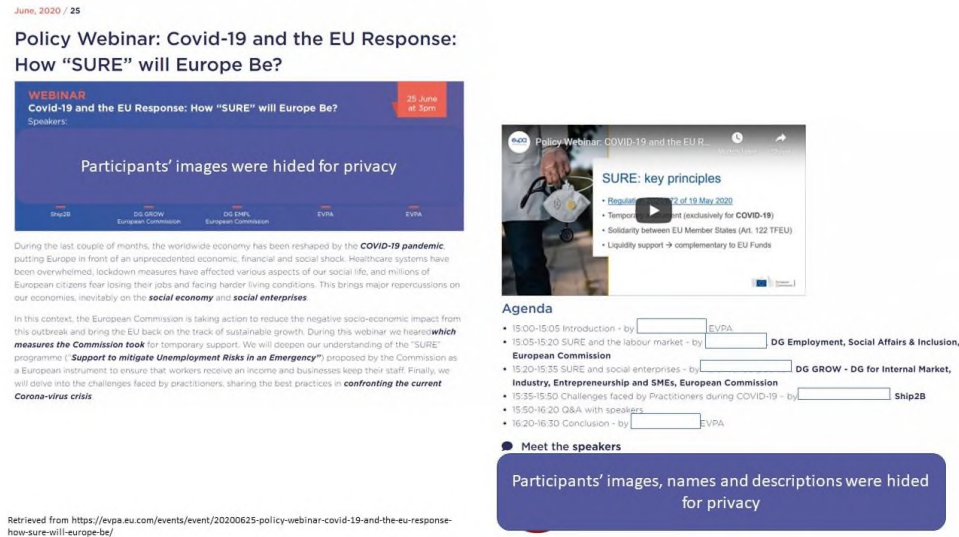 June, 2020 / 25
Policy Webinar: Covid-19 and the EU Response:
How “SURE” will Europe Be?
WEBINAR
Covid-19 and the EU Response: How “SURE” will Europe Be?
Speakers:
25 June
at 3pm
Participants’ images were hided for privacy
Ship2B
DG GROW
European Commission
DG EMPL
European Commission
EVPA
EVPA
During the last couple of months, the worldwide economy has been reshaped by the COVID-19 pandemic,
putting Europe in front of an unprecedented economic, financial and social shock. Healthcare systems have
been overwhelmed, lockdown measures have affected various aspects of our social life, and millions of
European citizens fear losing their jobs and facing harder living conditions. This brings major repercussions on
our economies, inevitably on the social economy and social enterprises.
In this context, the European Commission is taking action to reduce the negative socio-economic impact from
this outbreak and bring the EU back on the track of sustainable growth. During this webinar we hearedwhich
measures the Commission took for temporary support. We will deepen our understanding of the “SURE”
programme (“Support to mitigate Unemployment Risks in an Emergency”) proposed by the Commission as
a European instrument to ensure that workers receive an income and businesses keep their staff. Finally, we
will delve into the challenges faced by practitioners, sharing the best practices in confronting the current
Corona-virus crisis
Retrieved from https://evpa.eu.com/events/event/20200625-policy-webinar-covid-19-and-the-eu-response-
how-sure-will-europe-be/
evpa
Policy Webinar: COVID-19 and the EU R...
SURE: key principles
• 19 May 2020
• (exclusively for COVID-19)
• Solidarity between EU Member States (Art. 122 TFEU)
• Liquidity support → complementary to EU Funds
Agenda
• 15:00-15:05 Introduction - by EVPA
• 15:05-15:20 SURE and the labour market - by DG Employment, Social Affairs & Inclusion,
European Commission
• 15:20-15:35 SURE and social enterprises - by DG GROW - DG for Internal Market,
Industry, Entrepreneurship and SMEs, European Commission
• 15:35-15:50 Challenges faced by Practitioners during COVID-19 - by Ship2B
• 15:50-16:20 Q&A with speakers
• 16:20-16:30 Conclusion - by EVPA
Meet the speakers
Participants’ images, names and descriptions were hided
for privacy